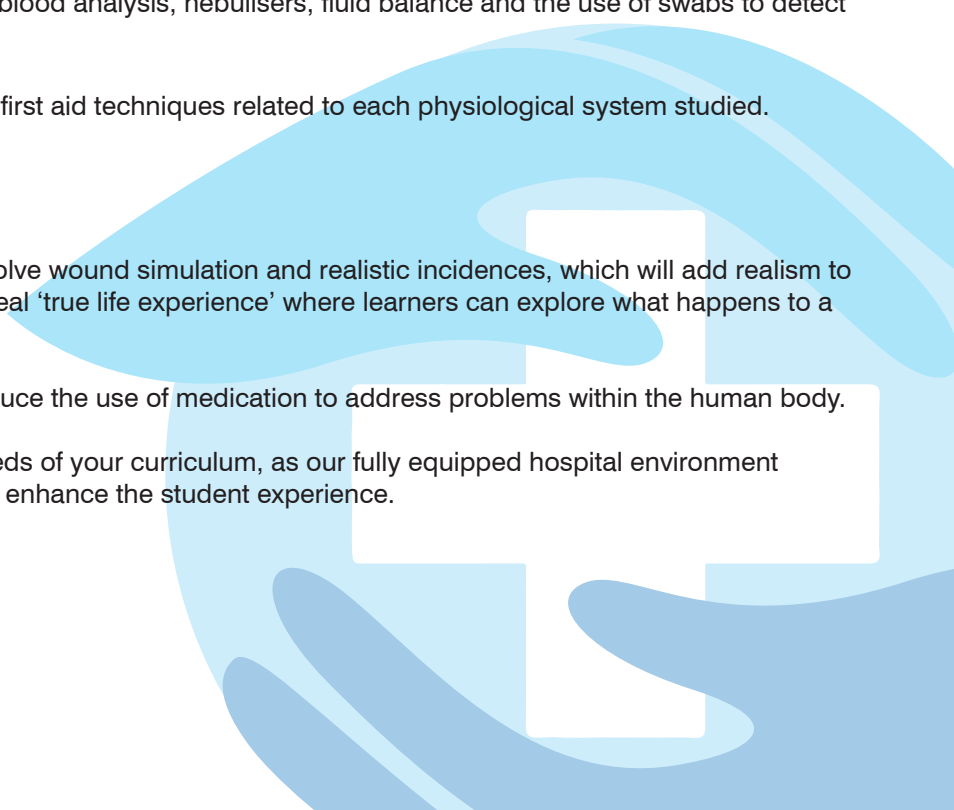 blood analysis, nebulisers, fluid balance and the use of swabs to detect
first aid techniques related to each physiological system studied.
olve wound simulation and realistic incidences, which will add realism to
eal ‘true life experience’ where learners can explore what happens to a
uce the use of medication to address problems within the human body.
eds of your curriculum, as our fully equipped hospital environment
enhance the student experience.